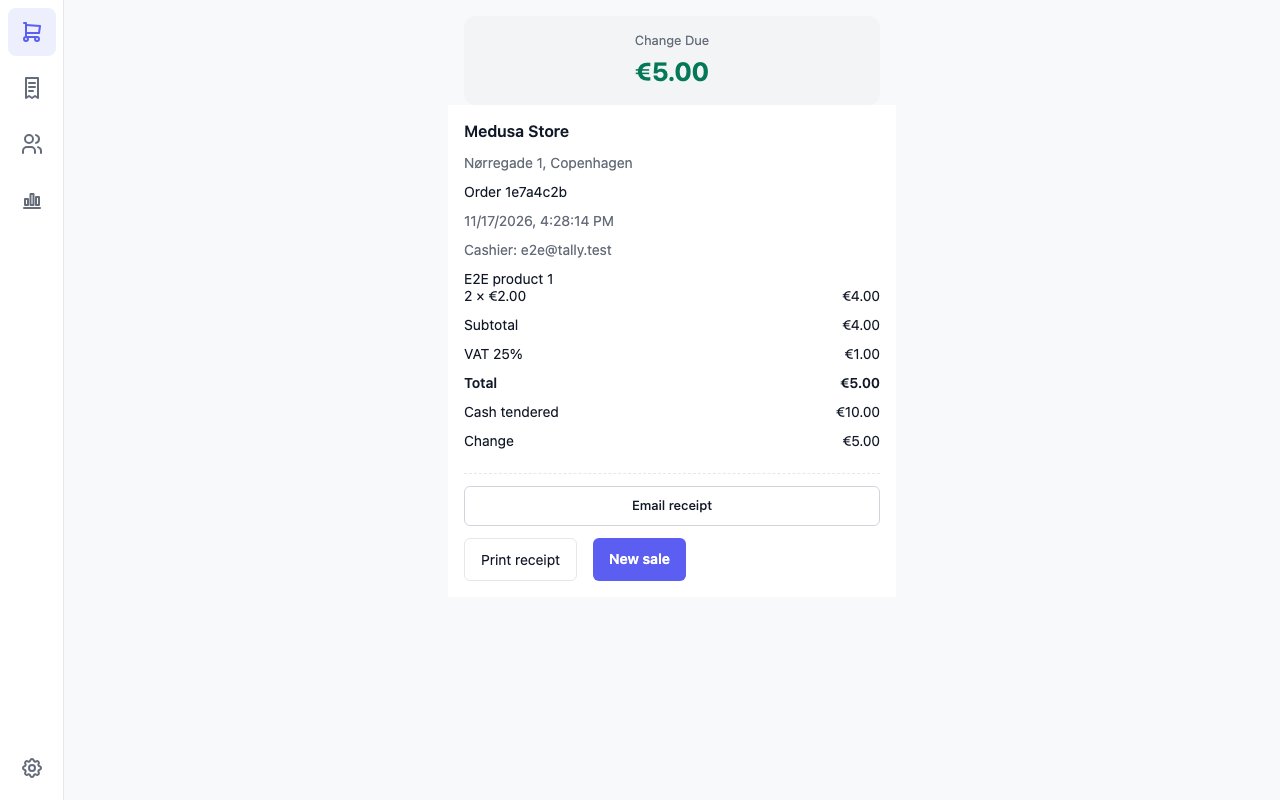 Change Due
€5.00
Medusa Store
Nørregade 1, Copenhagen
Order 1e7a4c2b
11/17/2026, 4:28:14 PM
Cashier: e2e@tally.test
E2E product 1
2 × €2.00 €4.00
Subtotal €4.00
VAT 25% €1.00
Total €5.00
Cash tendered €10.00
Change €5.00
Email receipt
Print receipt New sale